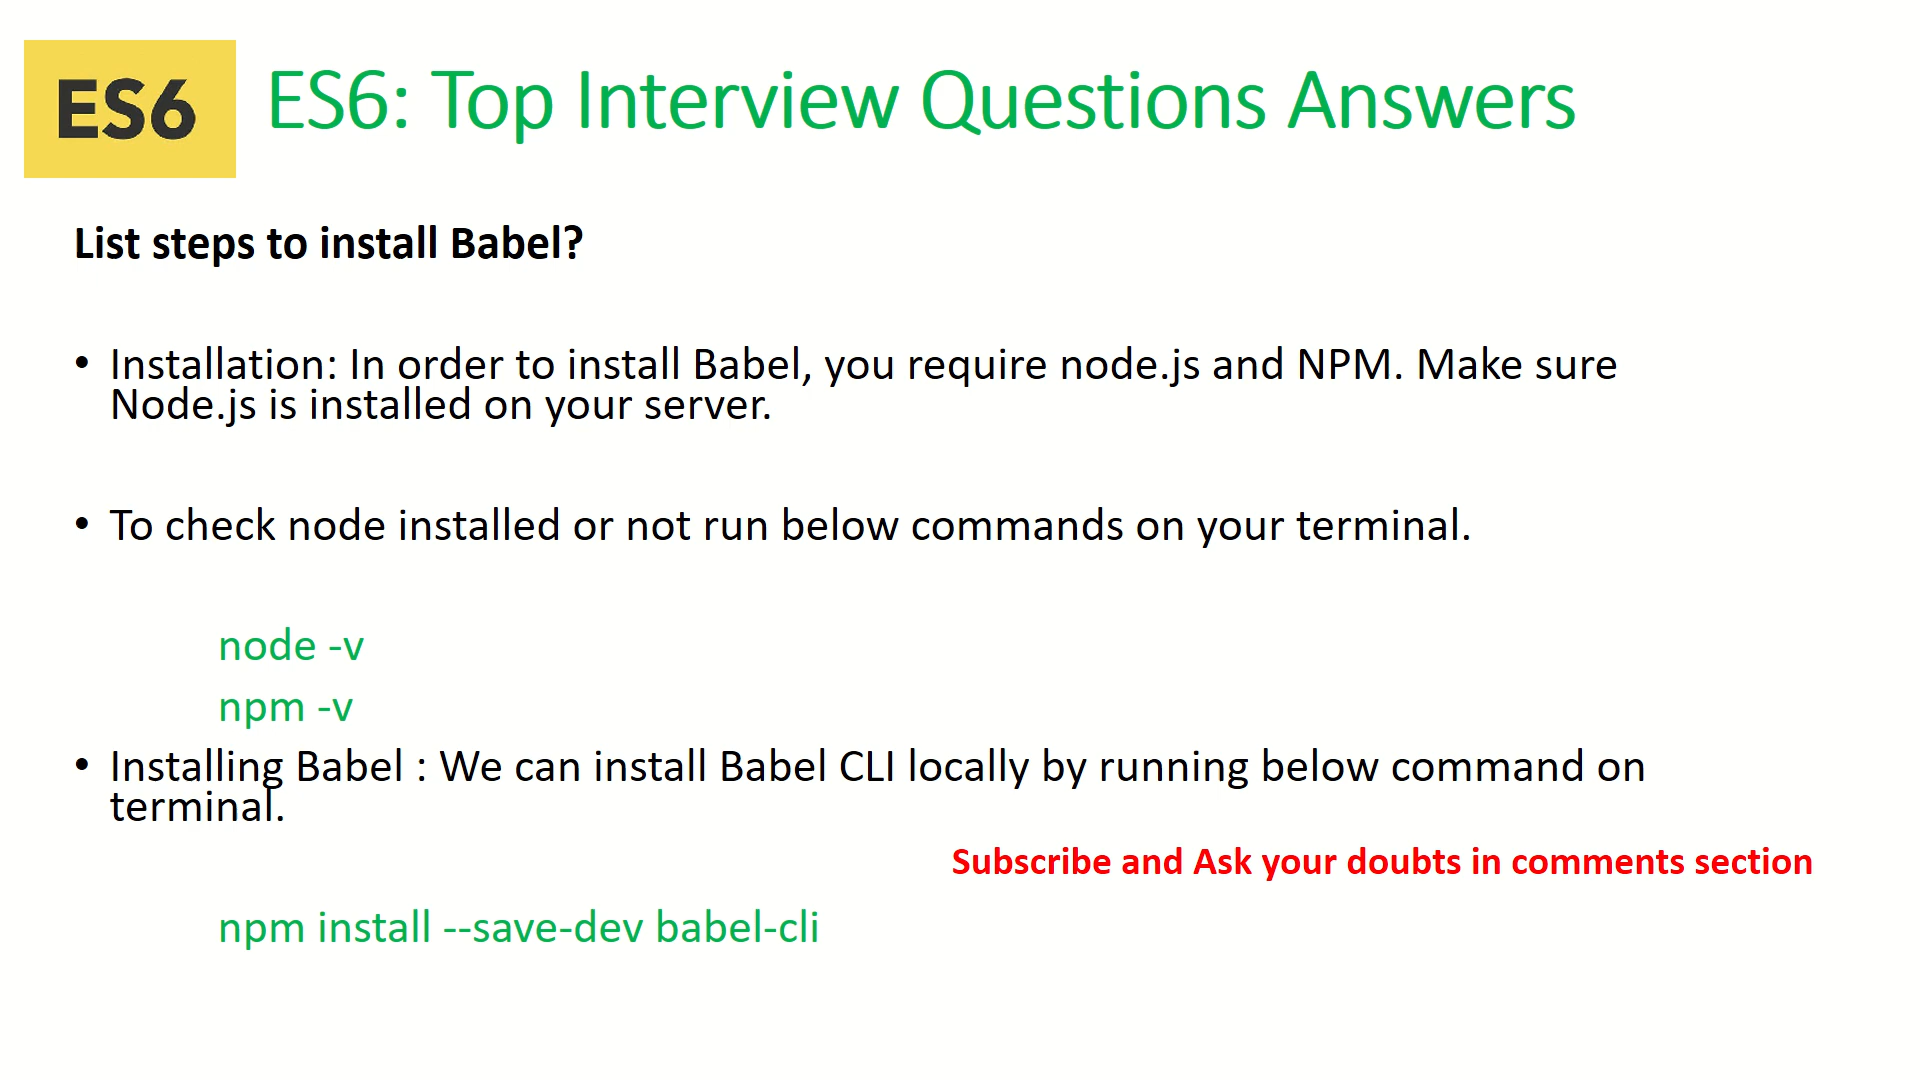 ES6
ES6: Top Interview Questions Answers
List steps to install Babel?
• Installation: In order to install Babel, you require node.js and NPM. Make sure
Node.js is installed on your server.
• To check node installed or not run below commands on your terminal.
node -v
npm -v
• Installing Babel : We can install Babel CLI locally by running below command on
terminal.
Subscribe and Ask your doubts in comments section
npm install --save-dev babel-cli